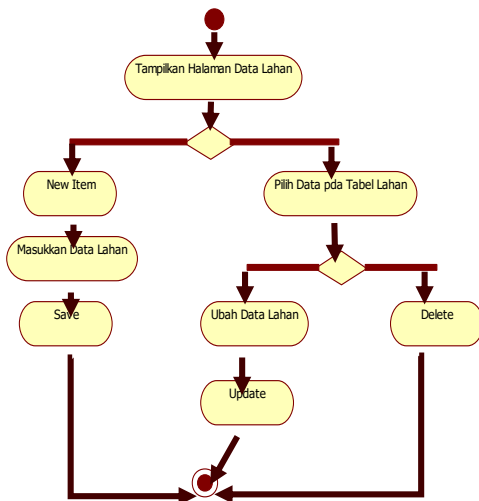 Tampilkan Halaman Data Lahan
New Item
Pilih Data pda Tabel Lahan
Masukkan Data Lahan
Save
Ubah Data Lahan
Delete
Update